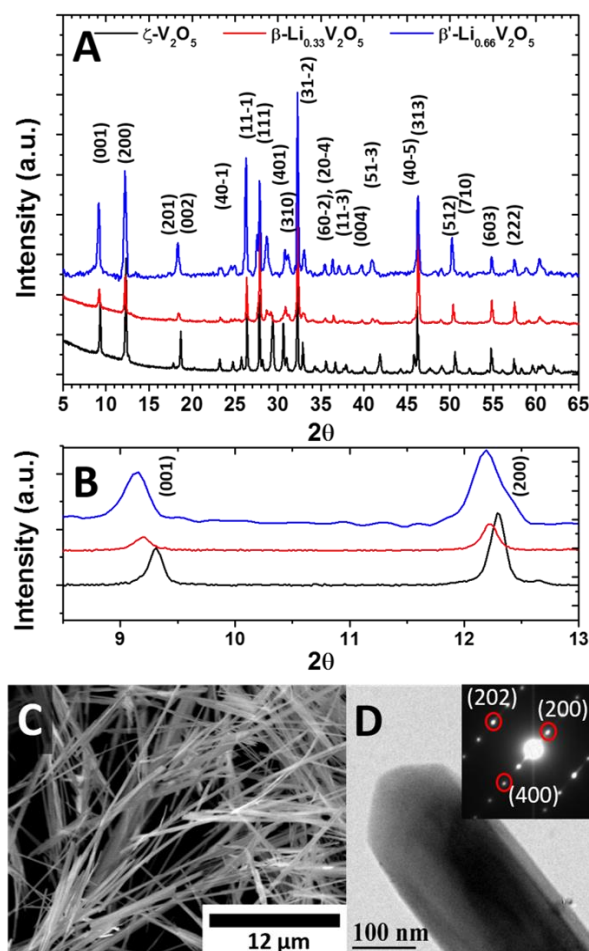 A
ζ-V2O5 β-Li0.33V2O5 β'-Li0.66V2O5
Intensity (a.u.)
(001)
(200)
(201)
(002)
(40-1)
(11-1)
(111)
(401)
(310)
(31-2)
(60-2), (20-4)
(11-3)
(004)
(51-3)
(40-5)
(313)
(512)
(710)
(603)
(222)
5 10 15 20 25 30 35 40 45 50 55 60 65
2θ
B
Intensity (a.u.)
(001)
(200)
9 10 11 12 13
2θ
C
12 µm
D
(202)
(200)
(400)
100 nm